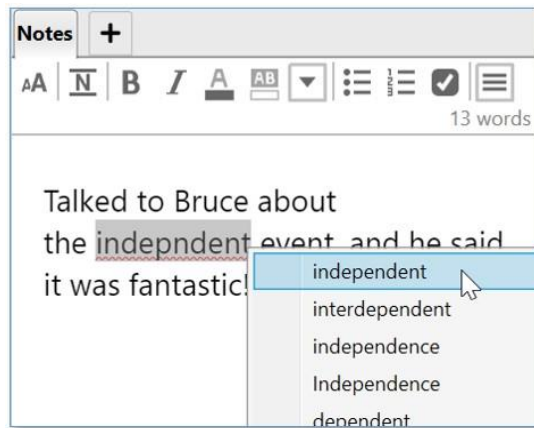 Notes +
AA N B I A AB
13 words
Talked to Bruce about
the indepndent event, and he said
it was fantastic!
independent
interdependent
independence
Independence
dependent